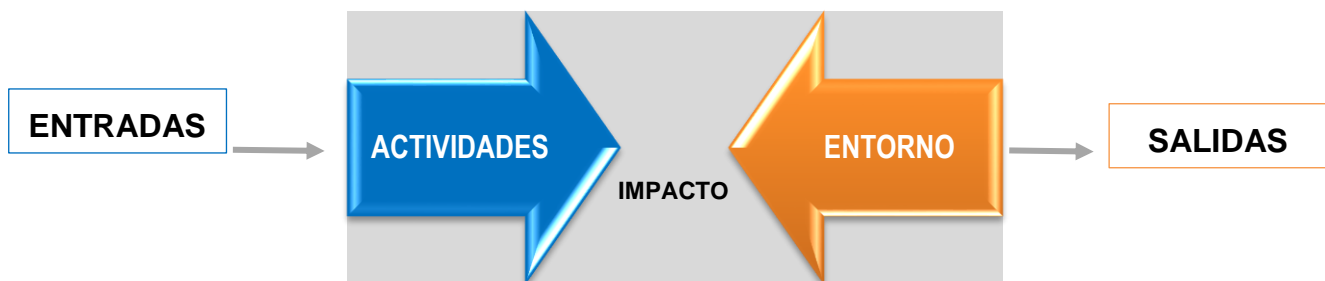 ENTRADAS
ACTIVIDADES
IMPACTO
ENTORNO
SALIDAS